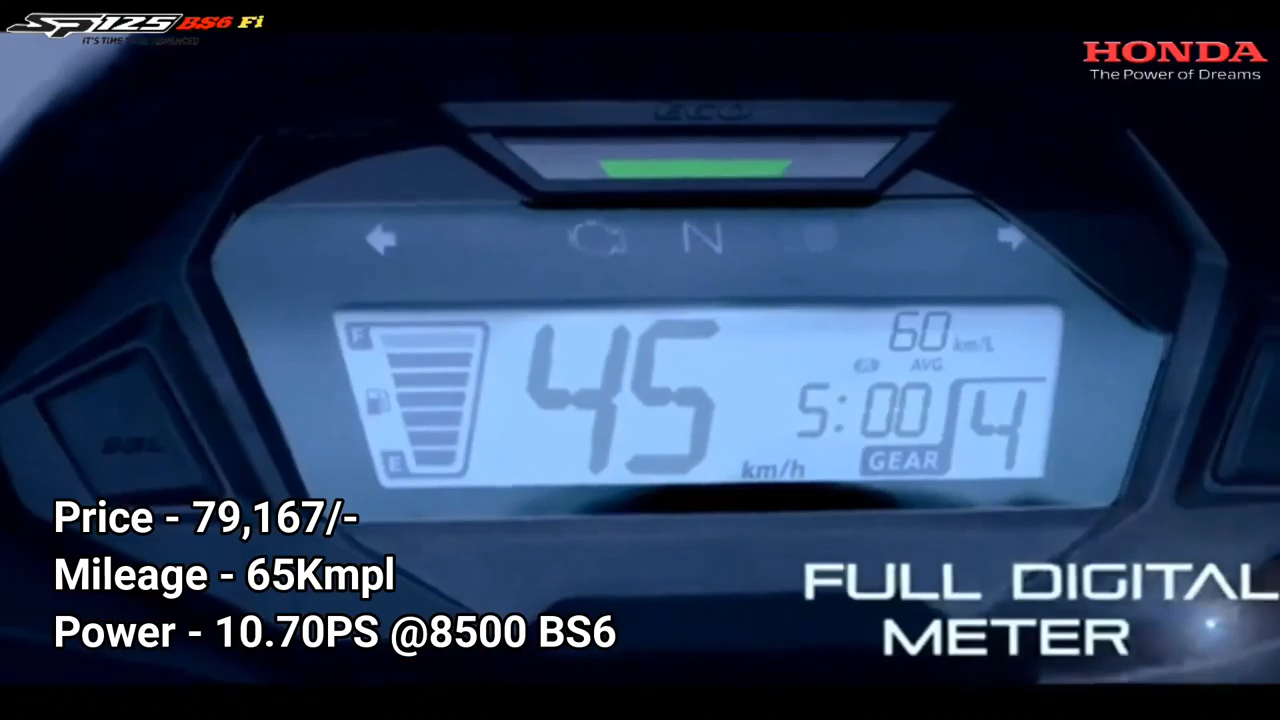 SP125 BS6 Fi
HONDA
The Power of Dreams
ECO
N
F
45
60 km/L
AVG
5:00
4
E
GEAR
km/h
Price - 79,167/-
Mileage - 65Kmpl
Power - 10.70PS @8500 BS6
FULL DIGITAL
METER